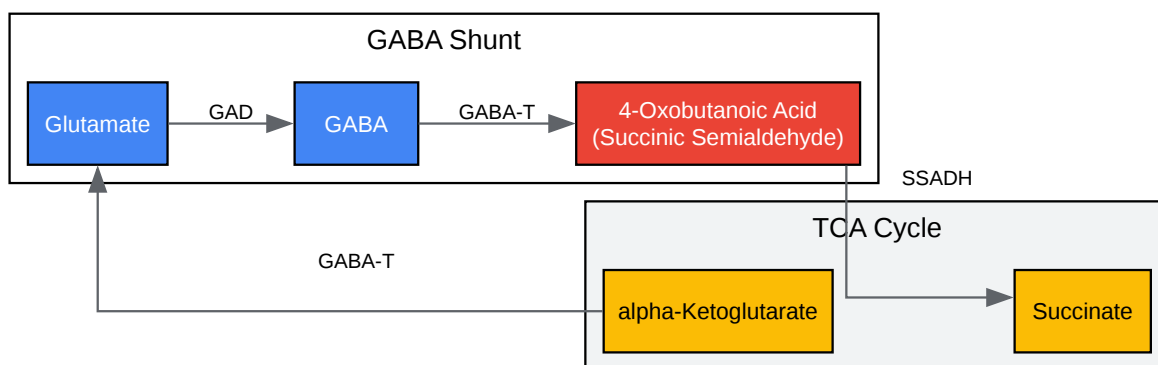 GABA Shunt
Glutamate
GAD
GABA
GABA-T
4-Oxobutanoic Acid
(Succinic Semialdehyde)
SSADH
TCA Cycle
GABA-T
alpha-Ketoglutarate
Succinate